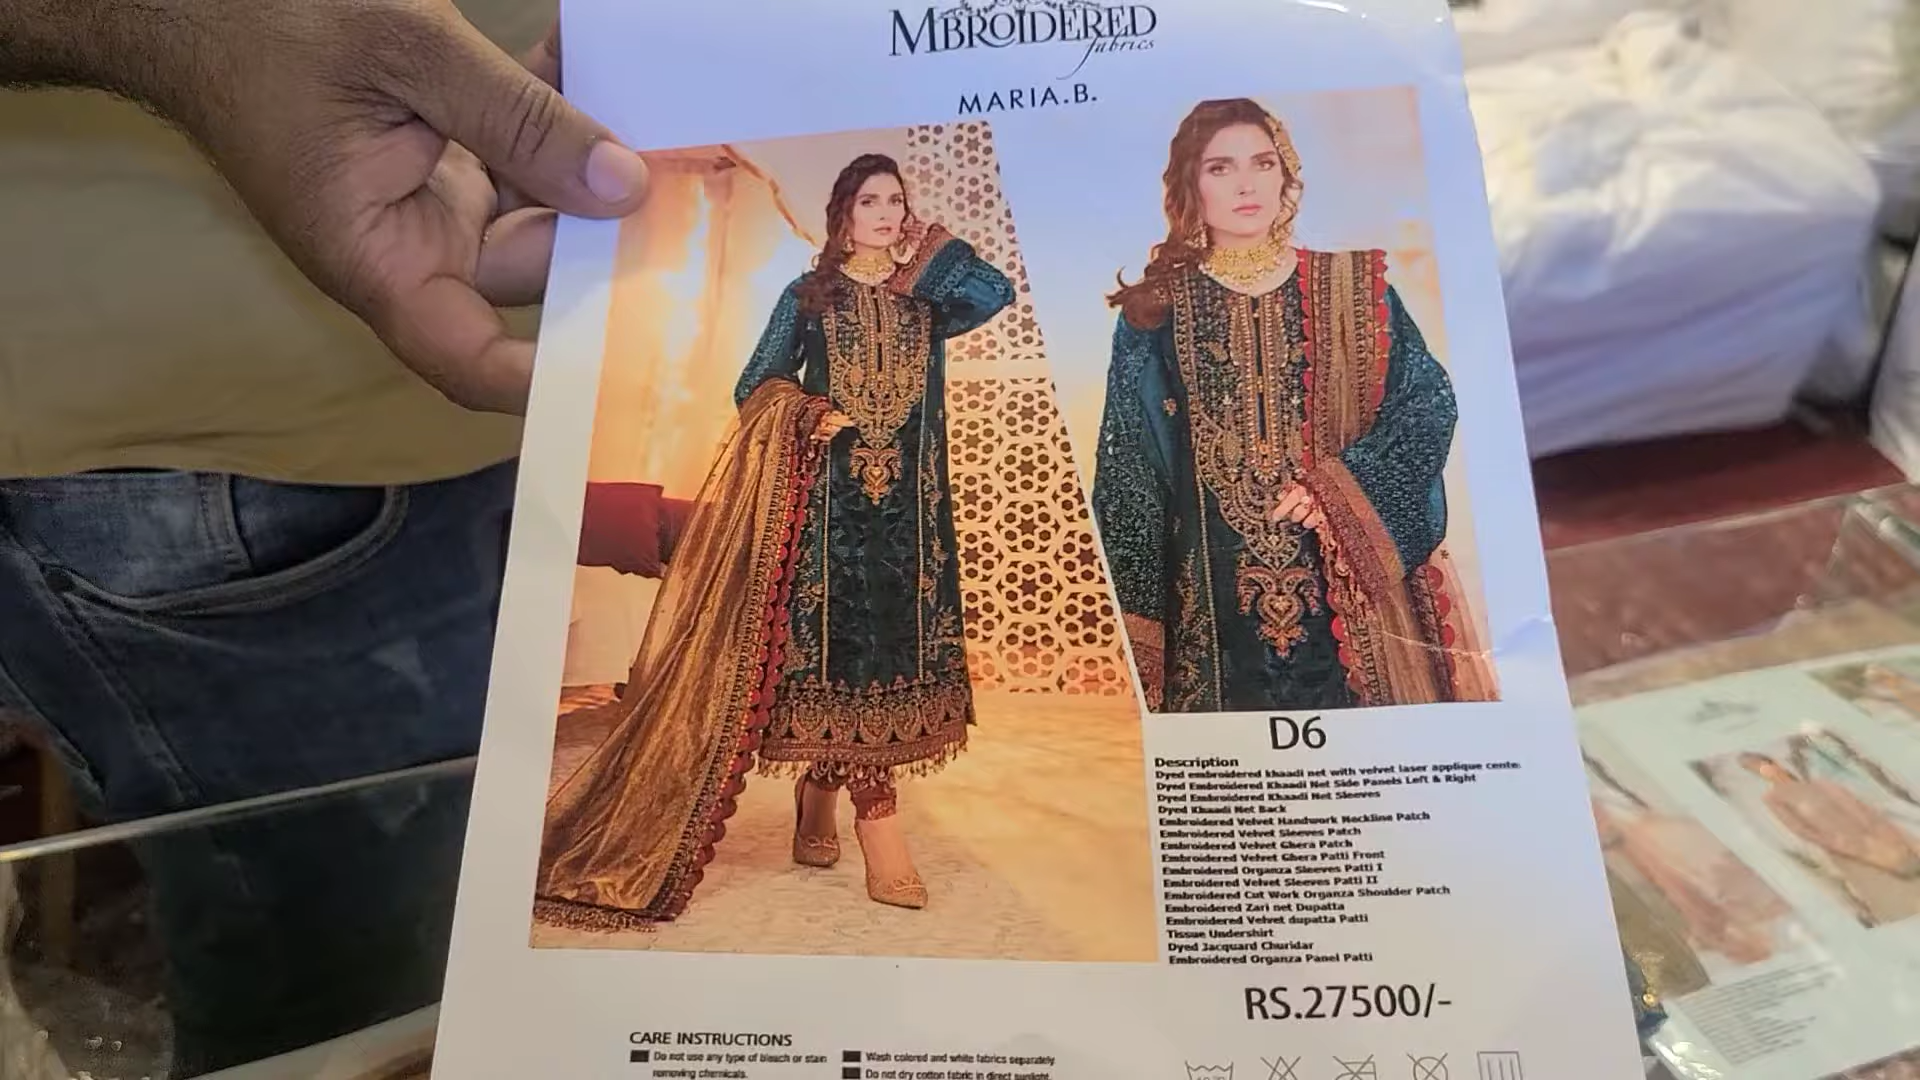 MBROIDERED
fabrics
MARIA.B.
D6
Description
Dyed embroidered khaadi net with velvet laser applique cente
Dyed Embroidered Khaadi Net Side Panels Left & Right
Dyed Embroidered Khaadi Net Sleeves
Dyed Khaadi Net Back
Embroidered Velvet Handwork Neckline Patch
Embroidered Velvet Sleeves Patch
Embroidered Velvet Ghera Patch
Embroidered Velvet Ghera Patti Front
Embroidered Organza Sleeves Patti I
Embroidered Velvet Sleeves Patti II
Embroidered Cut Work Organza Shoulder Patch
Embroidered Zari net Dupatta
Embroidered Velvet dupatta Patti
Tissue Undershirt
Dyed Jacquard Churidar
Embroidered Organza Panel Patti
RS.27500/-
CARE INSTRUCTIONS
Do not use any type of bleach or stain
removing chemicals.
Wash colored and white fabrics separately.
Do not dry cotton fabric in direct sunlight.